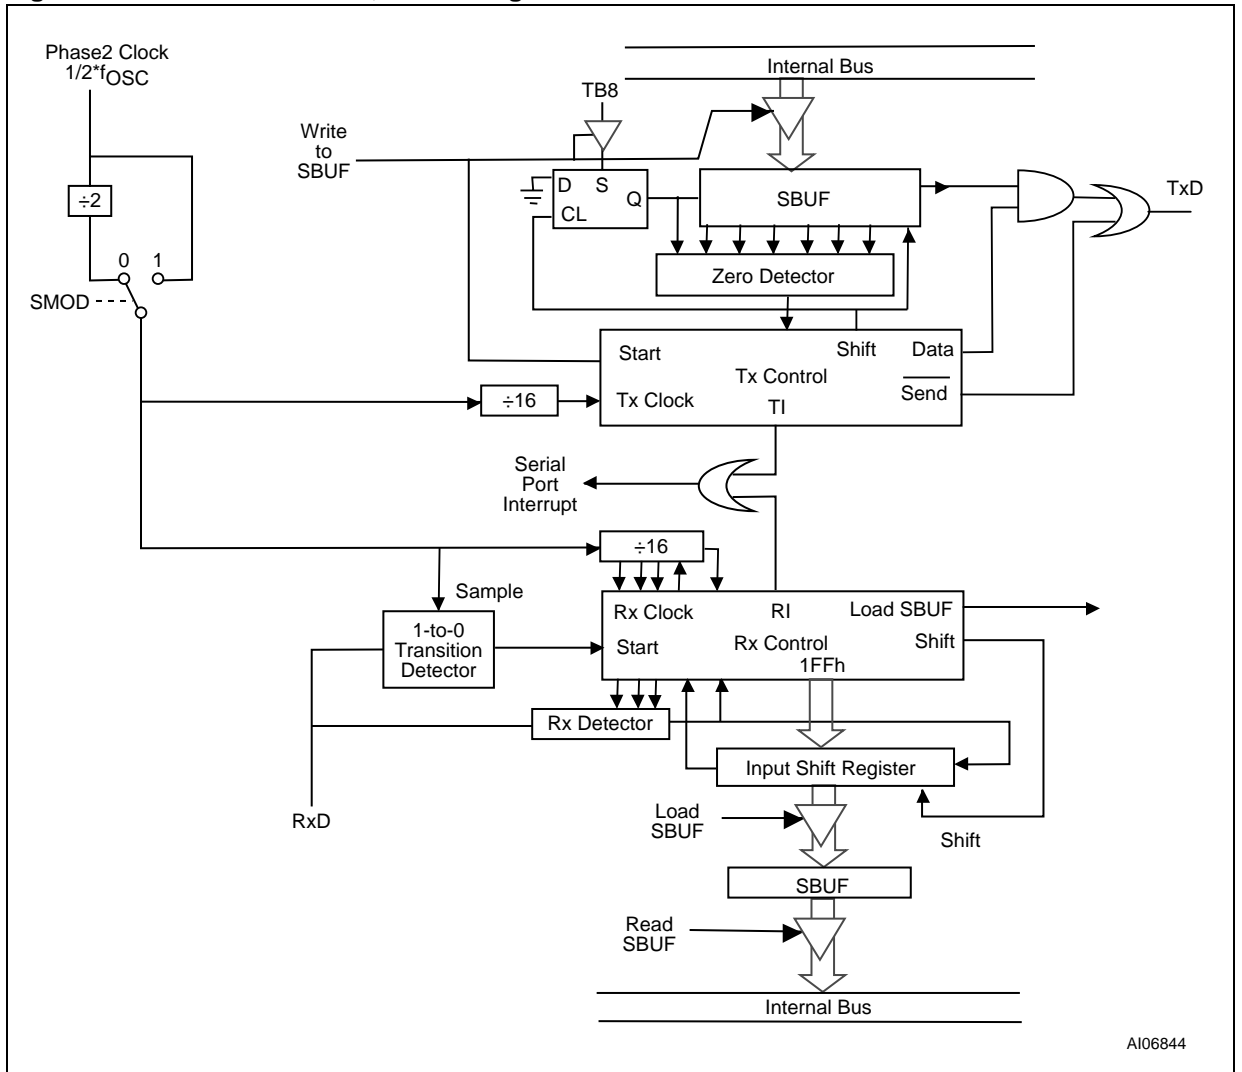 Phase2 Clock
1/2*fOSC
Internal Bus
TB8
Write
to
SBUF
÷2
D
S
Q
CL
SBUF
TxD
0
1
SMOD
Zero Detector
Start
Shift
Data
Tx Control
Send
÷16
Tx Clock
TI
Serial
Port
Interrupt
÷16
Sample
Rx Clock
RI
Load SBUF
1-to-0
Transition
Detector
Start
Rx Control
Shift
1FFh
Rx Detector
Input Shift Register
RxD
Load
SBUF
Shift
SBUF
Read
SBUF
Internal Bus
AI06844